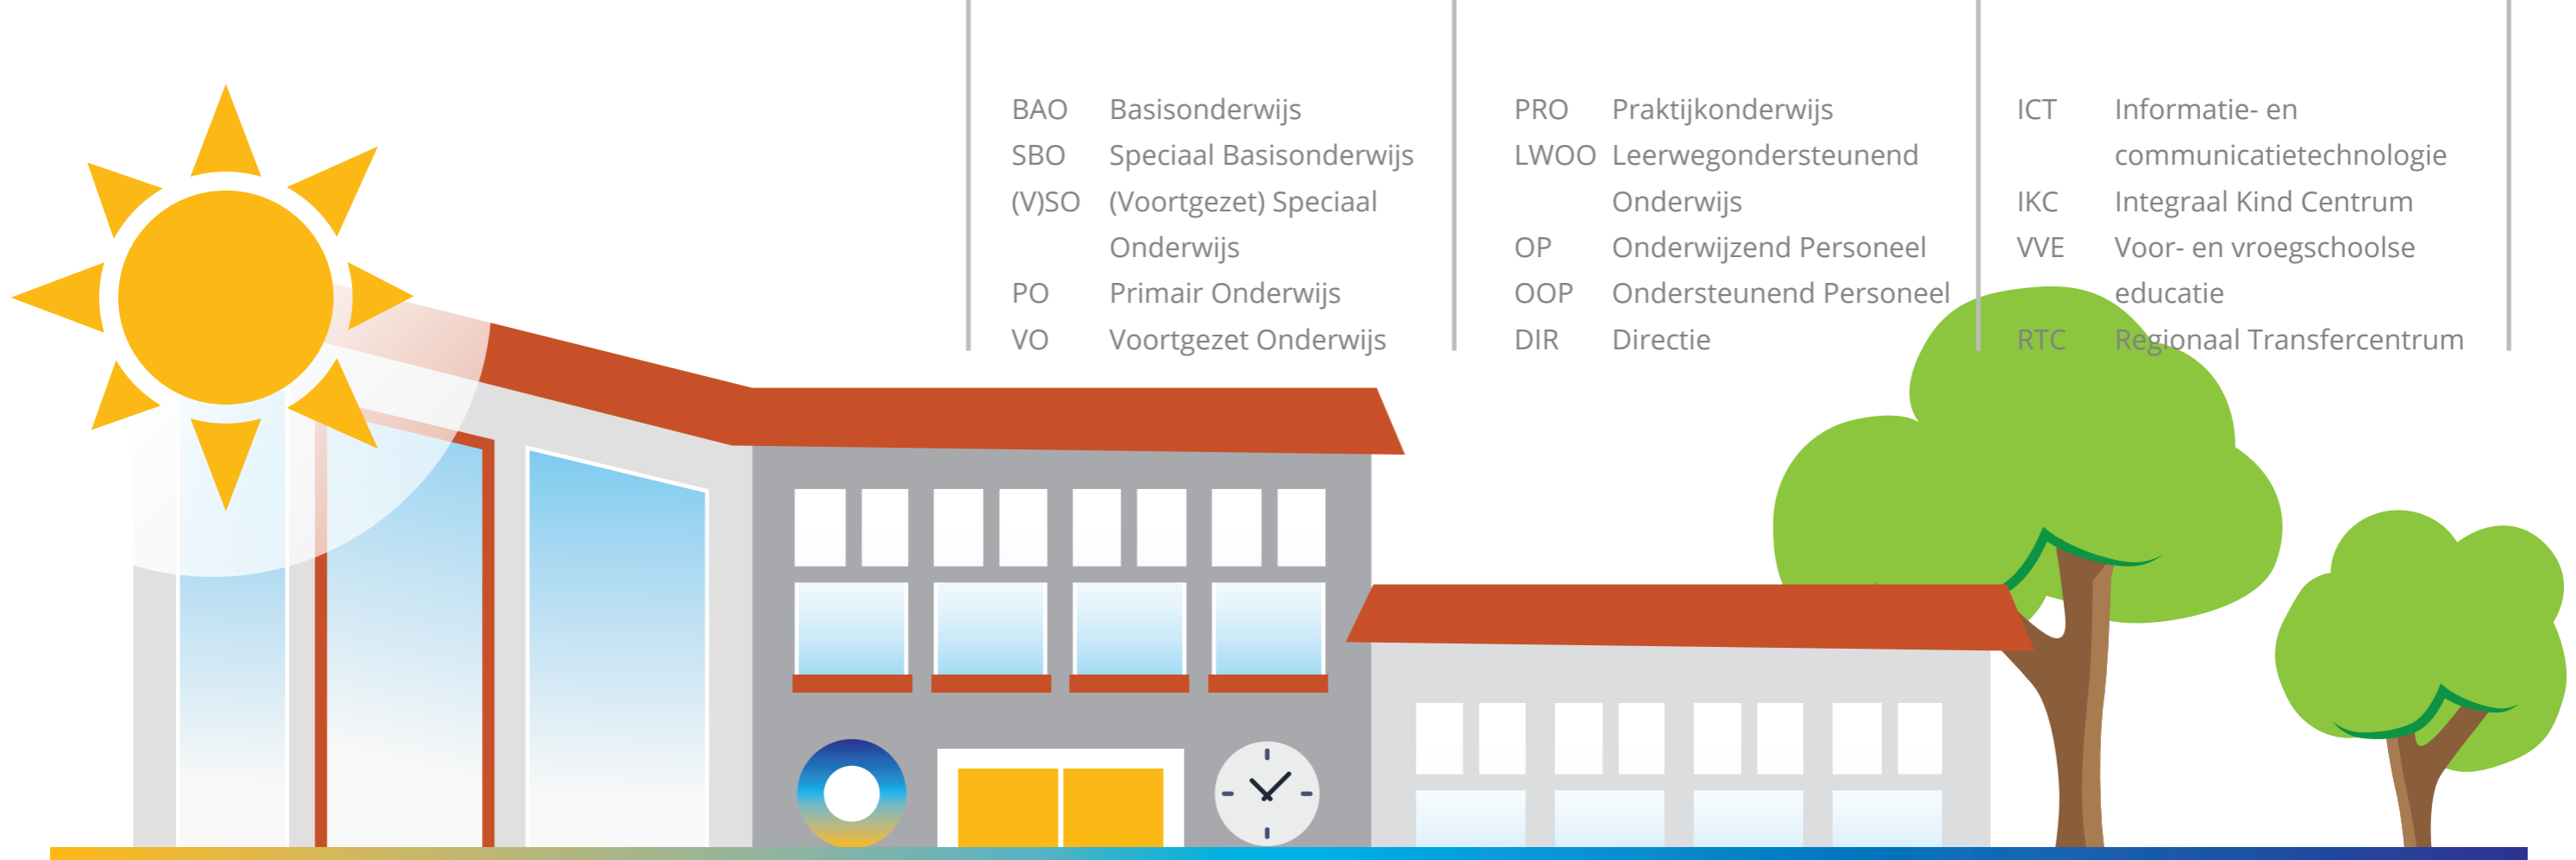 BAO Basisonderwijs
SBO Speciaal Basisonderwijs
(V)SO (Voortgezet) Speciaal
Onderwijs
PO Primair Onderwijs
VO Voortgezet Onderwijs
PRO Praktijkonderwijs
LWOO Leerwegondersteunend
Onderwijs
OP Onderwijzend Personeel
OOP Ondersteunend Personeel
DIR Directie
ICT Informatie- en
communicatietechnologie
IKC Integraal Kind Centrum
VVE Voor- en vroegschoolse
educatie
RTC Regionaal Transfercentrum